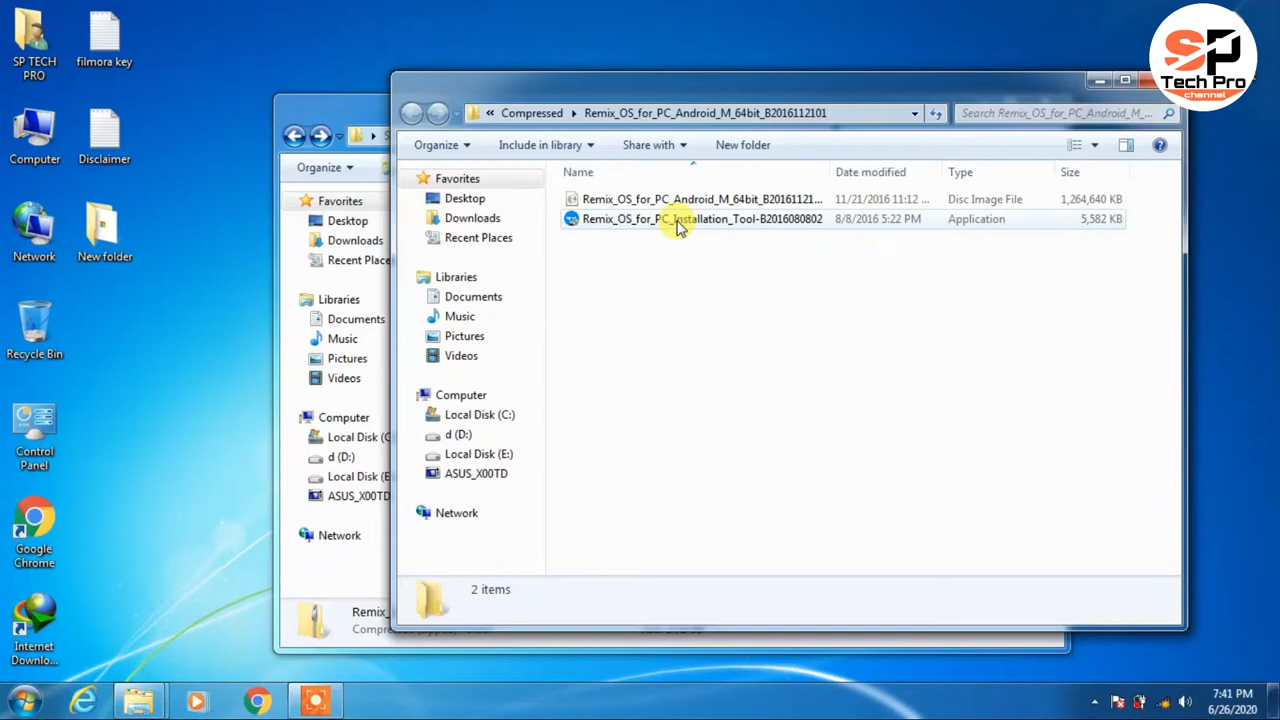 SP TECH
PRO
filmora key
Computer
Disclaimer
Network
New folder
Recycle Bin
Control
Panel
Google
Chrome
Internet
Downlo...
SP
Tech Pro
channel
S
Organize
Favorites
Desktop
Downloads
Recent Place
Libraries
Documents
Music
Pictures
Videos
Computer
Local Disk (C
d (D:)
Local Disk (E
ASUS_X00TD
Network
Remix_
Compressed
« Compressed Remix_OS_for_PC_Android_M_64bit_B2016112101
Search Remix_OS_for_PC_Android_M_...
Organize Include in library Share with New folder
Name Date modified Type Size
Remix_OS_for_PC_Android_M_64bit_B20161121... 11/21/2016 11:12 ... Disc Image File 1,264,640 KB
Remix_OS_for_PC_Installation_Tool-B2016080802 8/8/2016 5:22 PM Application 5,582 KB
Favorites
Desktop
Downloads
Recent Places
Libraries
Documents
Music
Pictures
Videos
Computer
Local Disk (C:)
d (D:)
Local Disk (E:)
ASUS_X00TD
Network
2 items
7:41 PM
6/26/2020